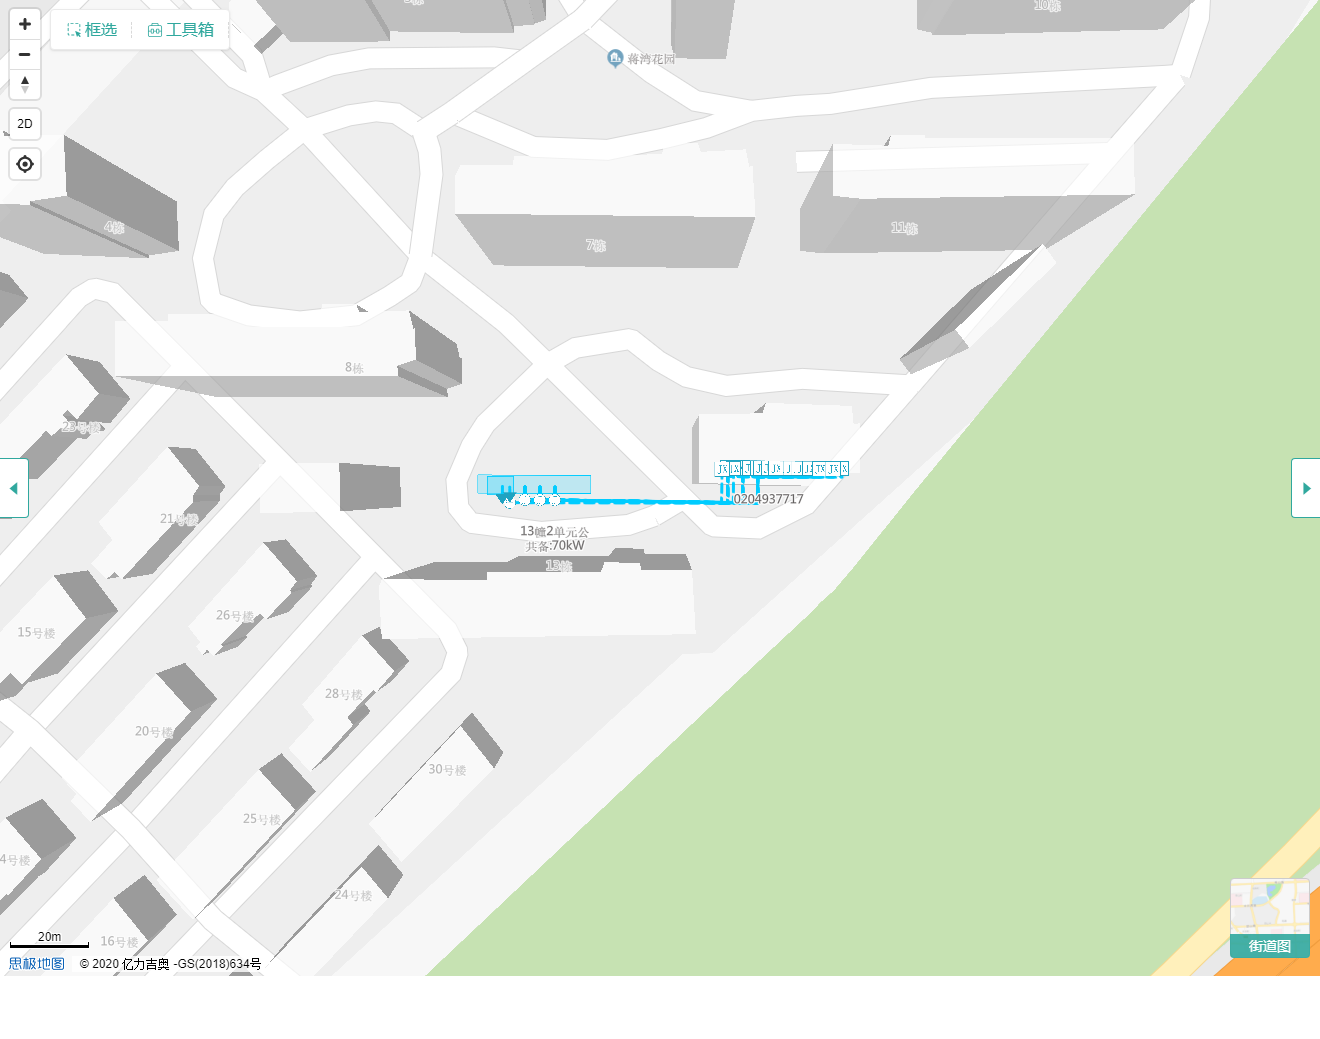 框选
工具箱
10栋
2D
蒋湾花园
4栋
7栋
11栋
8栋
23号楼
21号楼
0204937717
13幢2单元公
共备:70kW
13栋
26号楼
15号楼
28号楼
20号楼
30号楼
25号楼
4号楼
24号楼
16号楼
20m
街道图
思极地图
© 2020 亿力吉奥 -GS(2018)634号